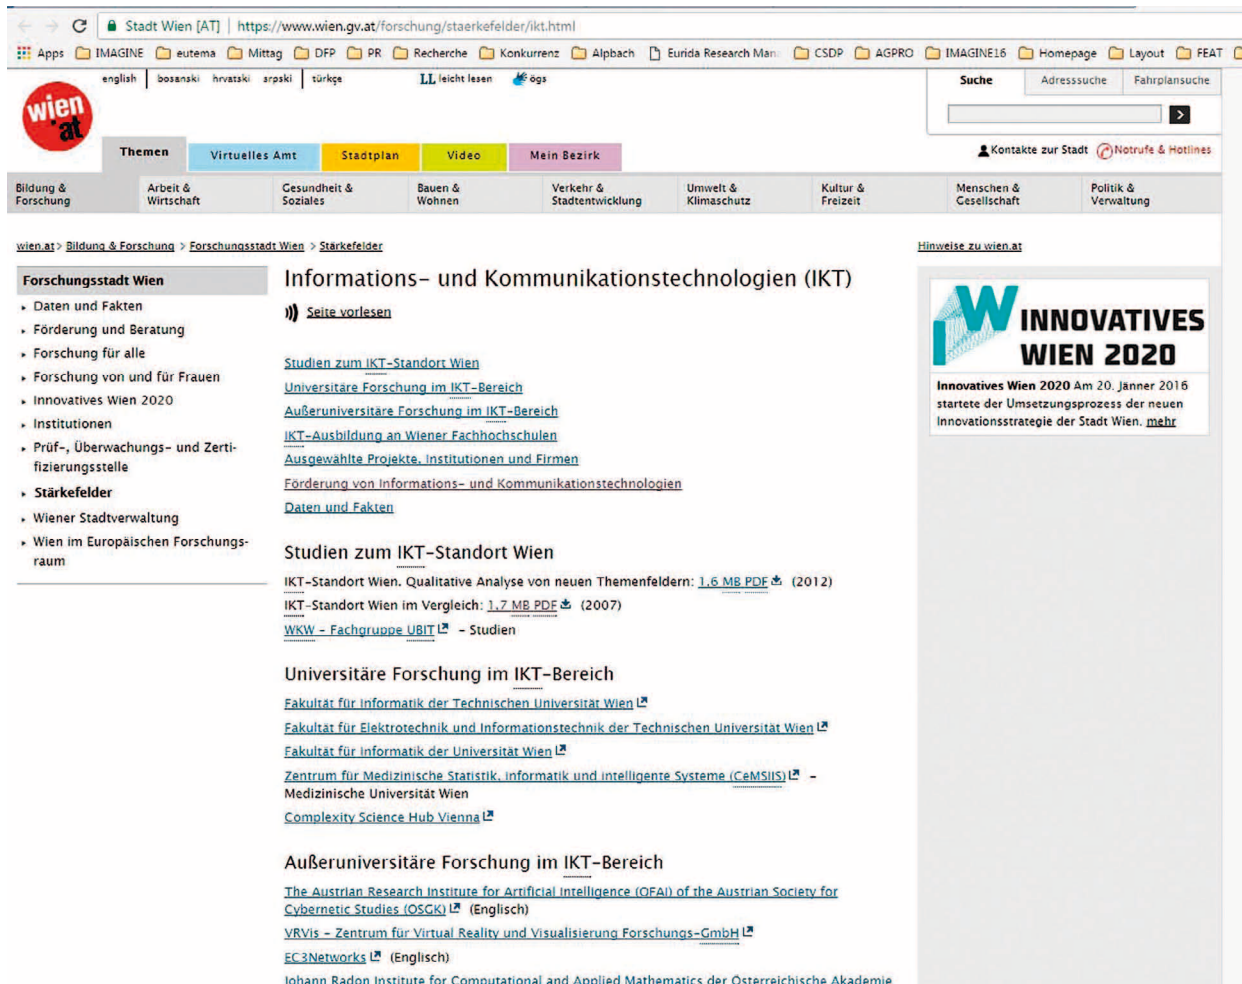 Stadt Wien [AT] | https://www.wien.gv.at/forschung/staerkefelder/ikt.html
Apps IMAGINE eutema Mittag DFP PR Recherche Konkurrenz Alpbach Eurida Research Man CSDP AGPRO IMAGINE16 Homepage Layout FEAT
english bosanski hrvatski srpski türkçe LL leicht lesen ögs
Suche Adresssuche Fahrplansuche
wien.at
Themen Virtuelles Amt Stadtplan Video Mein Bezirk
Kontakte zur Stadt Notrufe & Hotlines
Bildung & Forschung
Arbeit & Wirtschaft
Gesundheit & Soziales
Bauen & Wohnen
Verkehr & Stadtentwicklung
Umwelt & Klimaschutz
Kultur & Freizeit
Menschen & Gesellschaft
Politik & Verwaltung
wien.at > Bildung & Forschung > Forschungsstadt Wien > Stärkefelder
Hinweise zu wien.at
Forschungsstadt Wien
Daten und Fakten
Förderung und Beratung
Forschung für alle
Forschung von und für Frauen
Innovatives Wien 2020
Institutionen
Prüf-, Überwachungs- und Zerti-
fizierungsstelle
Stärkefelder
Wiener Stadtverwaltung
Wien im Europäischen Forschungs-
raum
Informations- und Kommunikationstechnologien (IKT)
Seite vorlesen
Studien zum IKT-Standort Wien
Universitäre Forschung im IKT-Bereich
Außeruniversitäre Forschung im IKT-Bereich
IKT-Ausbildung an Wiener Fachhochschulen
Ausgewählte Projekte, Institutionen und Firmen
Förderung von Informations- und Kommunikationstechnologien
Daten und Fakten
Studien zum IKT-Standort Wien
IKT-Standort Wien. Qualitative Analyse von neuen Themenfeldern: 1,6 MB PDF (2012)
IKT-Standort Wien im Vergleich: 1,7 MB PDF (2007)
WKW - Fachgruppe UBIT - Studien
Universitäre Forschung im IKT-Bereich
Fakultät für Informatik der Technischen Universität Wien
Fakultät für Elektrotechnik und Informationstechnik der Technischen Universität Wien
Fakultät für Informatik der Universität Wien
Zentrum für Medizinische Statistik, Informatik und intelligente Systeme (CeMSIIS) -
Medizinische Universität Wien
Complexity Science Hub Vienna
Außeruniversitäre Forschung im IKT-Bereich
The Austrian Research Institute for Artificial Intelligence (OFAI) of the Austrian Society for
Cybernetic Studies (OSGK) (Englisch)
VRVis - Zentrum für Virtual Reality und Visualisierung Forschungs-GmbH
EC3Networks (Englisch)
Johann Radon Institute for Computational and Applied Mathematics der Österreichische Akademie
INNOVATIVES
WIEN 2020
Innovatives Wien 2020 Am 20. Jänner 2016
startete der Umsetzungsprozess der neuen
Innovationsstrategie der Stadt Wien. mehr